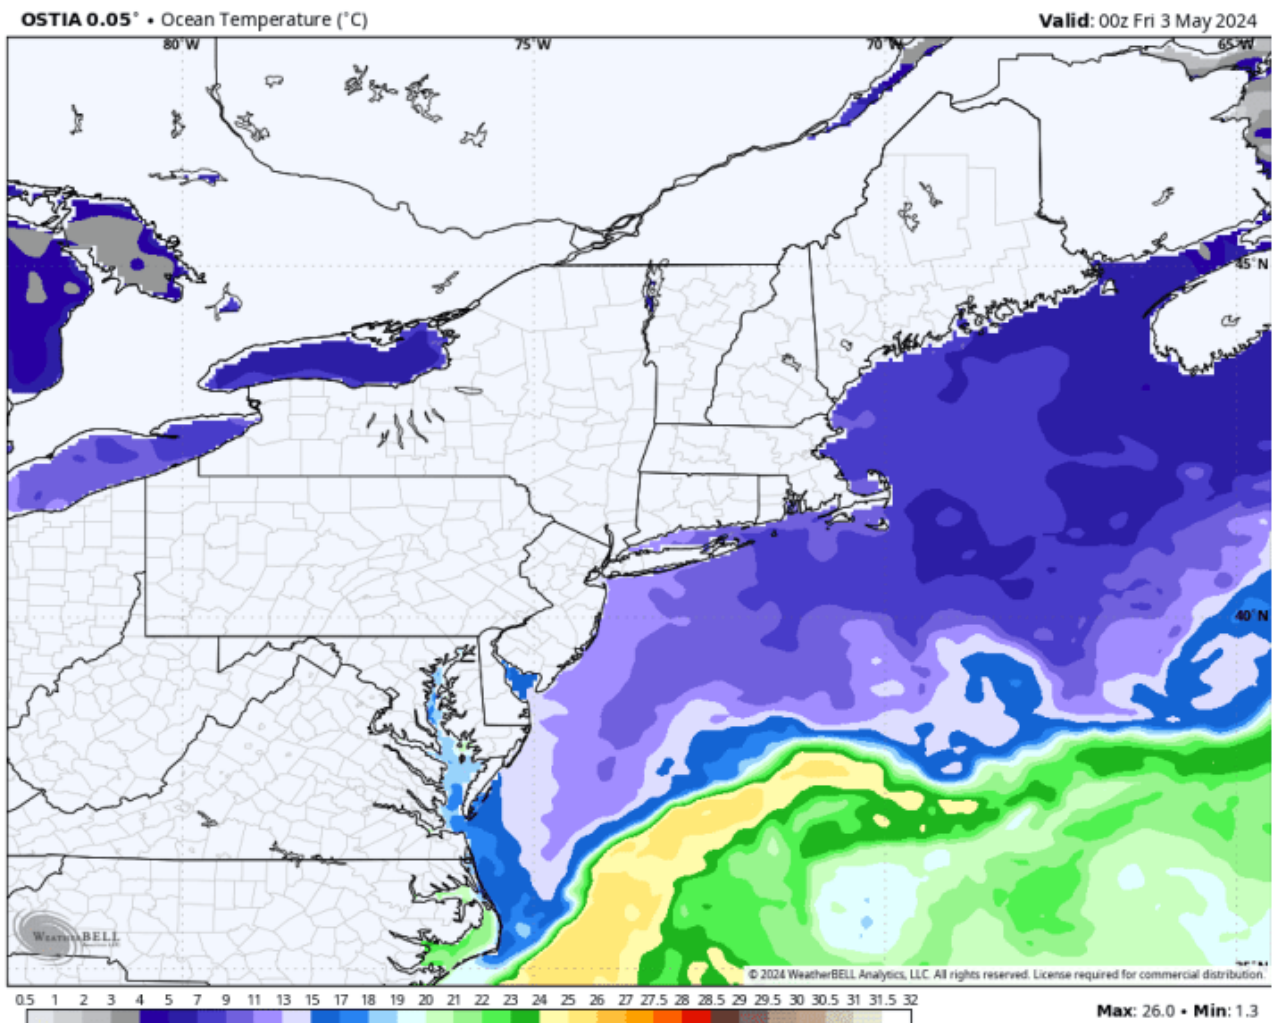 OSTIA 0.05° • Ocean Temperature (°C) Valid: 00z Fri 3 May 2024
80°W 75°W 70°W 65°W
45°N
40°N
WEATHERBELL
35°N
© 2024 WeatherBELL Analytics, LLC. All rights reserved. License required for commercial distribution.
0.5 1 2 3 4 5 7 9 11 13 15 17 18 19 20 21 22 23 24 25 26 27 27.5 28 28.5 29 29.5 30 30.5 31 31.5 32
Max: 26.0 • Min: 1.3